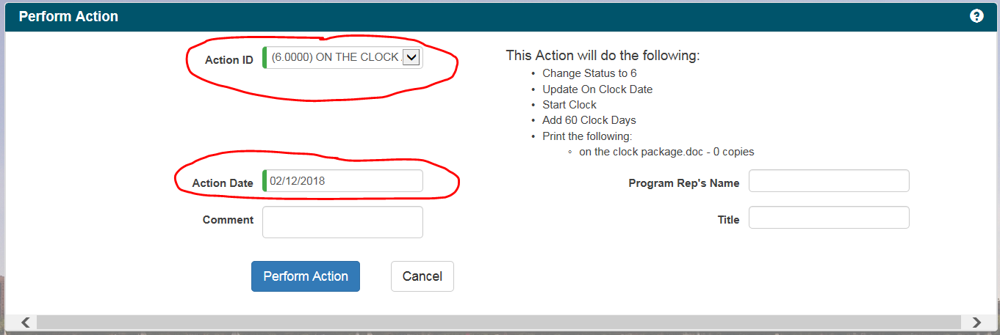 Perform Action
?
Action ID (6.0000) ON THE CLOCK
This Action will do the following:
• Change Status to 6
• Update On Clock Date
• Start Clock
• Add 60 Clock Days
• Print the following:
◦ on the clock package.doc - 0 copies
Action Date 02/12/2018
Program Rep's Name
Comment
Title
Perform Action
Cancel